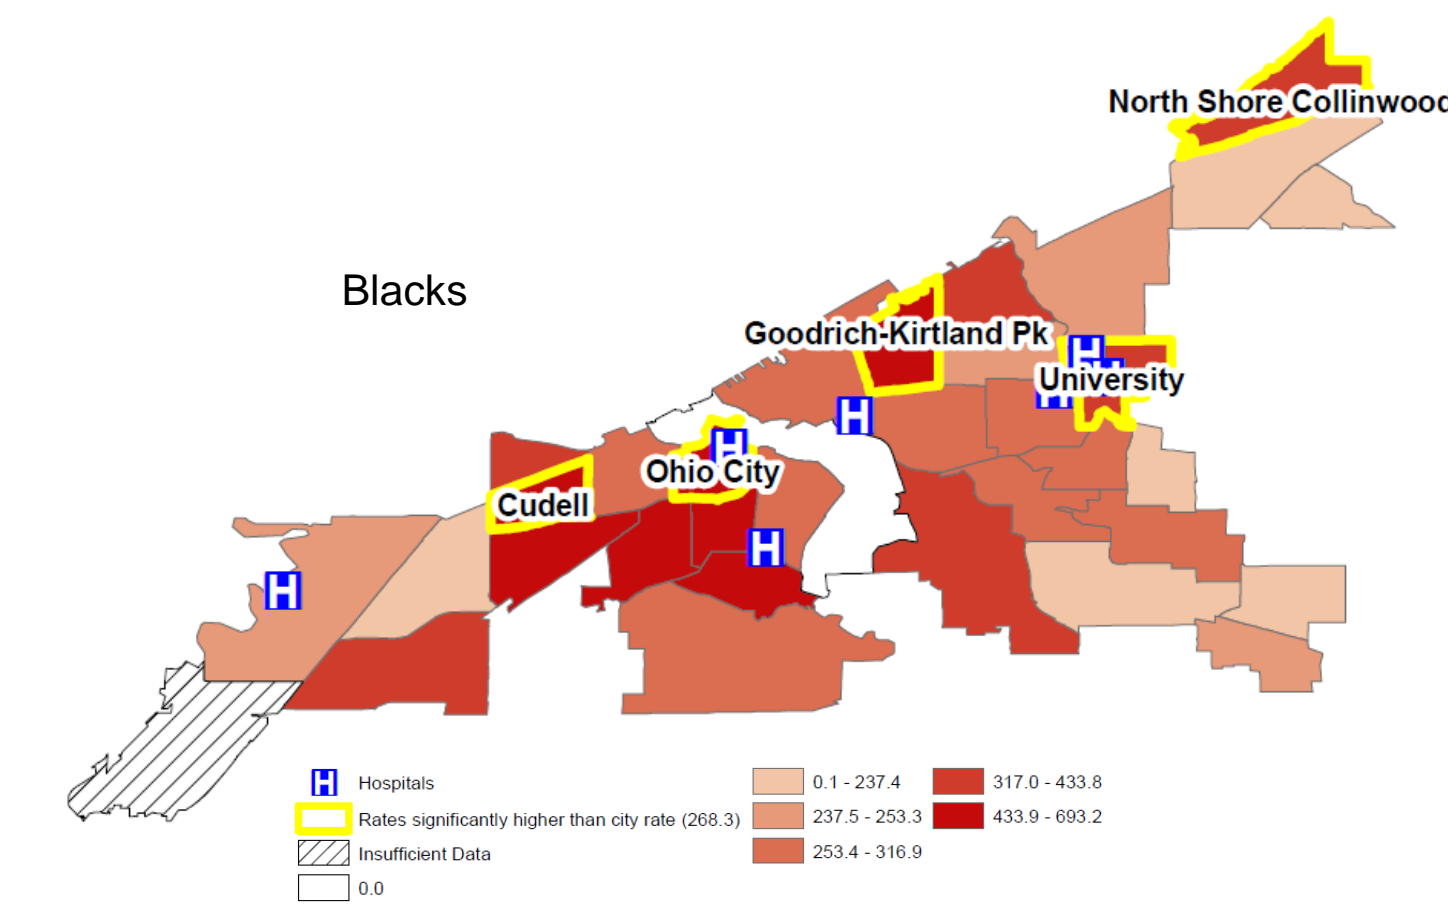 North Shore Collinwood
Blacks
Goodrich-Kirtland Pk
H
H
University
H
H
H
Ohio City
Cudell
H
H
H Hospitals
Rates significantly higher than city rate (268.3)
Insufficient Data
0.0
0.1 - 237.4
237.5 - 253.3
253.4 - 316.9
317.0 - 433.8
433.9 - 693.2